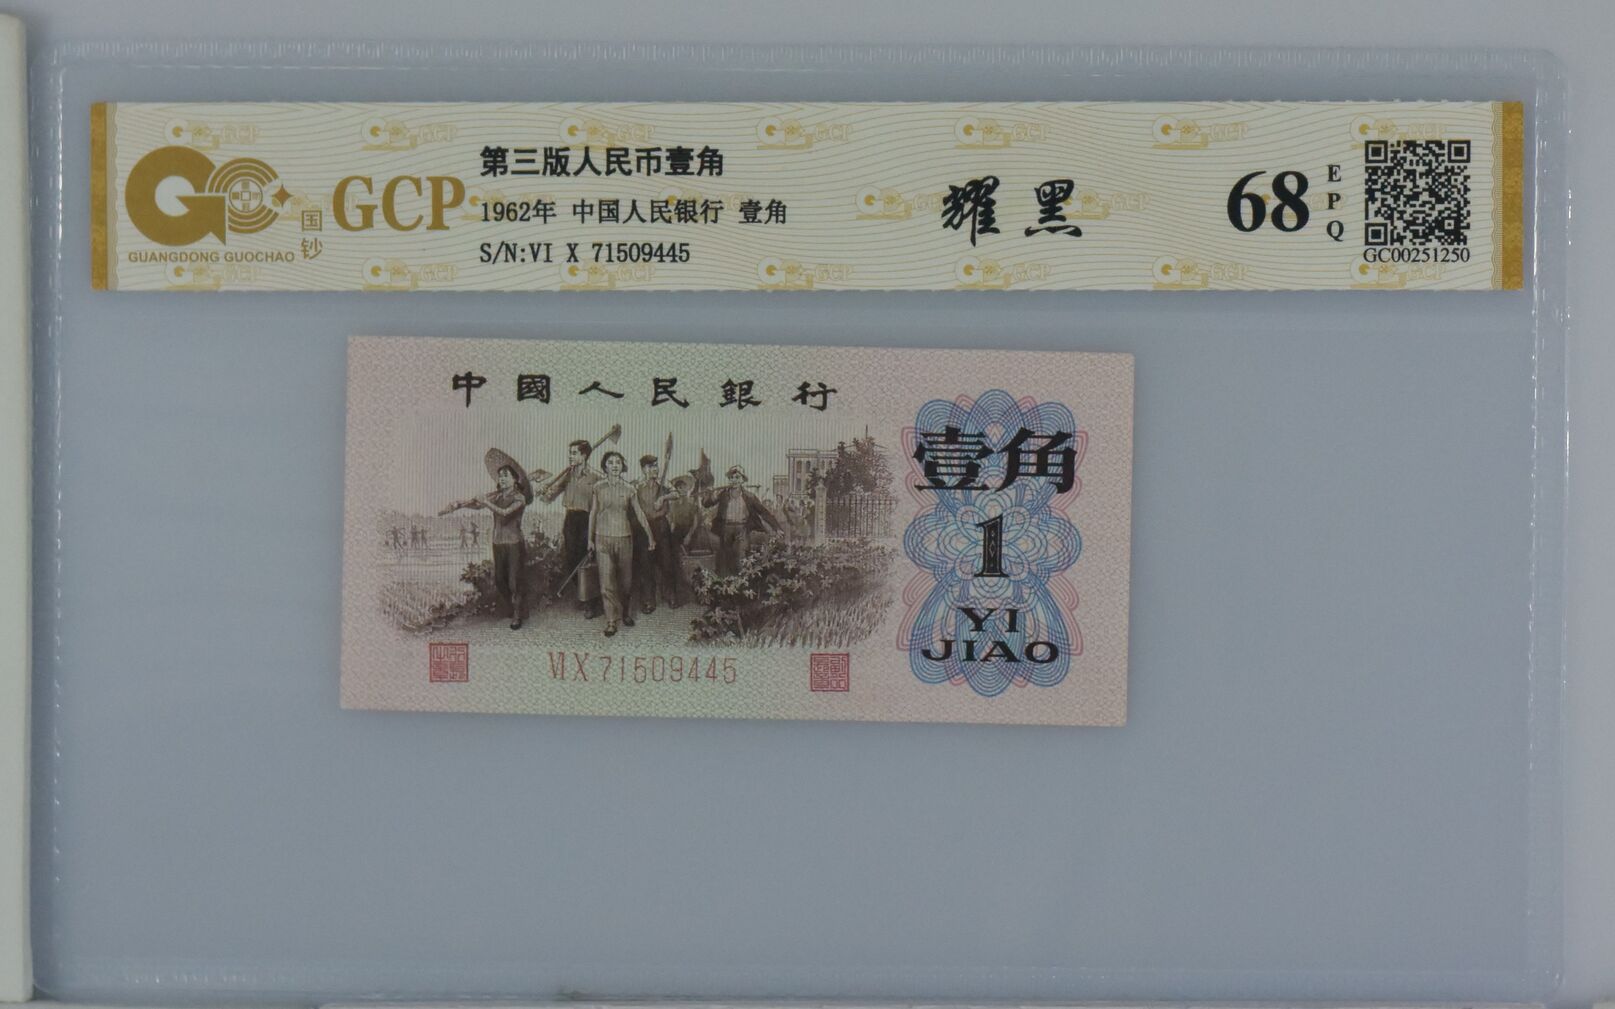 GUANGDONG GUOCHAO
国钞
GCP
第三版人民币壹角
1962年 中国人民银行 壹角
S/N:VI X 71509445
耀黑
68
EPQ
GC00251250
中國人民銀行
壹角
1
YI
JIAO
VI X 71509445